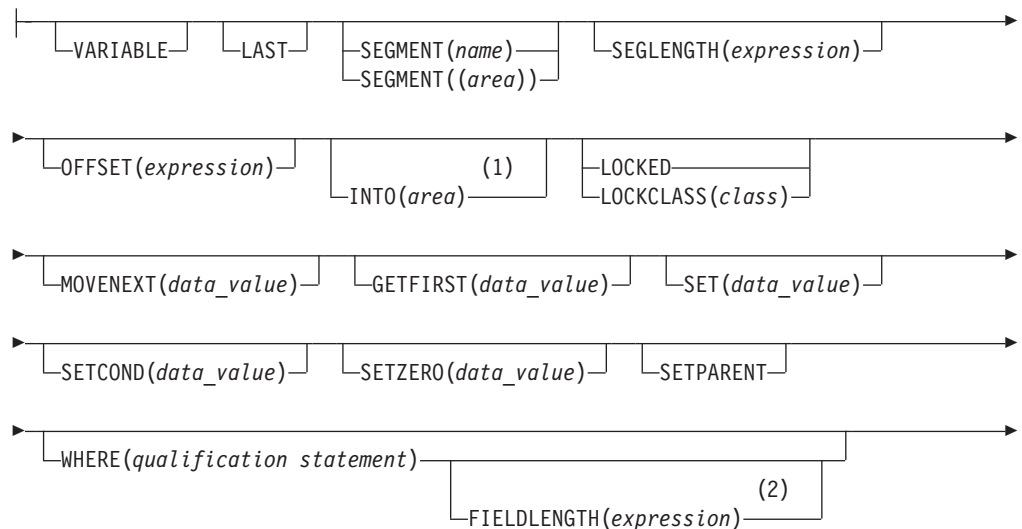 VARIABLE LAST SEGMENT(name) SEGLENGTH(expression)
SEGMENT((area))
OFFSET(expression) (1) LOCKED
INTO(area) LOCKCLASS(class)
MOVENEXT(data_value) GETFIRST(data_value) SET(data_value)
SETCOND(data_value) SETZERO(data_value) SETPARENT
WHERE(qualification statement)
(2)
FIELDLENGTH(expression)